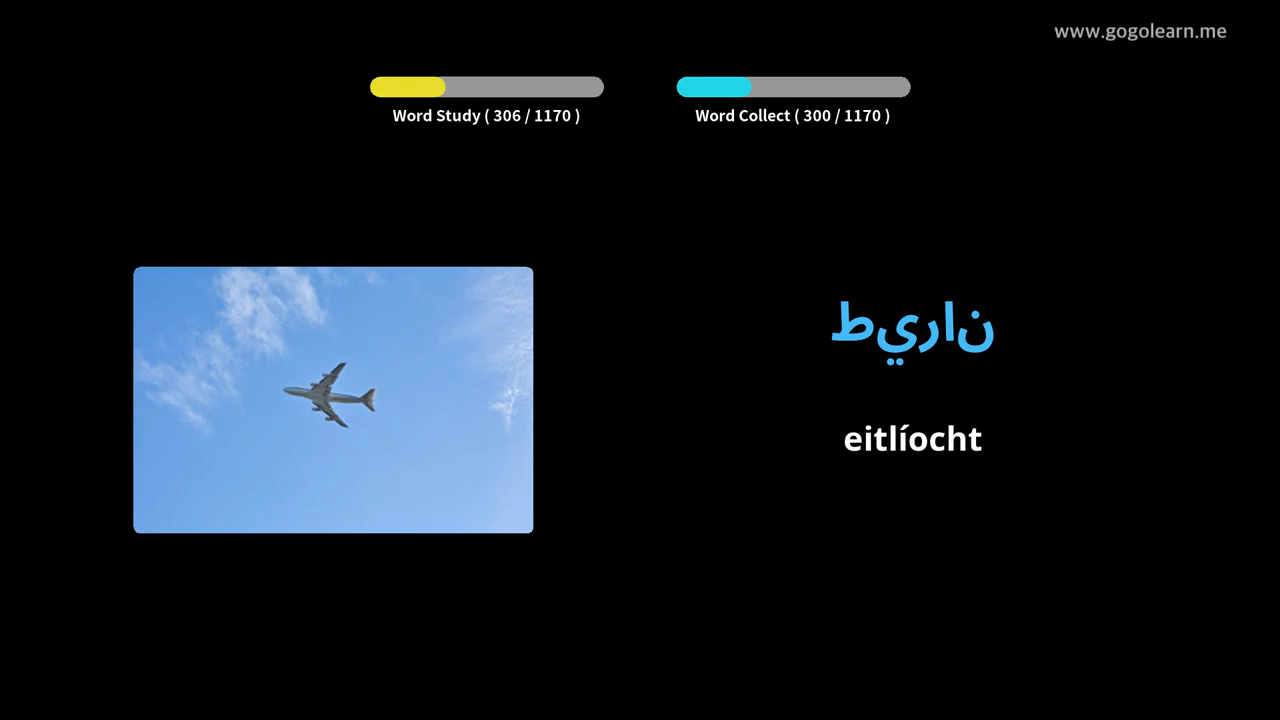 www.gogolearn.me
Word Study ( 306 / 1170 )
Word Collect ( 300 / 1170 )
طيران
eitlíocht